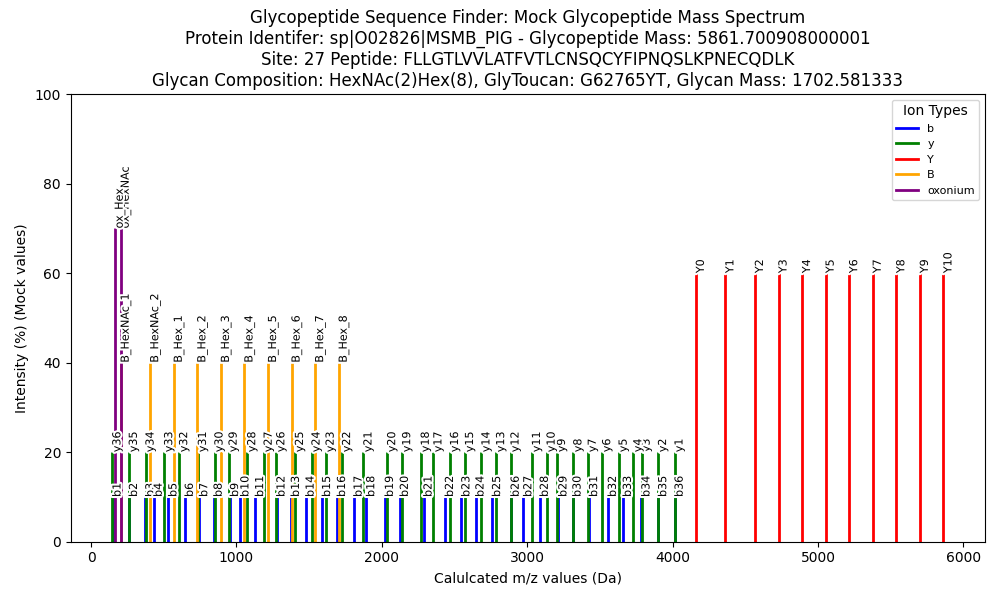 Glycopeptide Sequence Finder: Mock Glycopeptide Mass Spectrum
Protein Identifer: sp|O02826|MSMB_PIG - Glycopeptide Mass: 5861.700908000001
Site: 27 Peptide: FLLGTLVVLATFVTLCNSQCYFIPNQSLKPNECQDLK
Glycan Composition: HexNAc(2)Hex(8), GlyToucan: G62765YT, Glycan Mass: 1702.581333
Intensity (%) (Mock values)
100
80
60
40
20
0
Ion Types
b
y
Y
B
oxonium
ox_Hex
ox_HexNAc
Y0
Y1
Y2
Y3
Y4
Y5
Y6
Y7
Y8
Y9
Y10
B_HexNAc_1
B_HexNAc_2
B_Hex_1
B_Hex_2
B_Hex_3
B_Hex_4
B_Hex_5
B_Hex_6
B_Hex_7
B_Hex_8
y36
y35
y34
y33
y32
y31
y30
y29
y28
y27
y26
y25
y24
y23
y22
y21
y20
y19
y18
y17
y16
y15
y14
y13
y12
y11
y10
y9
y8
y7
y6
y5
y4
y3
y2
y1
b1
b2
b3
b4
b5
b6
b7
b8
b9
b10
b11
b12
b13
b14
b15
b16
b17
b18
b19
b20
b21
b22
b23
b24
b25
b26
b27
b28
b29
b30
b31
b32
b33
b34
b35
b36
0
1000
2000
3000
4000
5000
6000
Calulcated m/z values (Da)